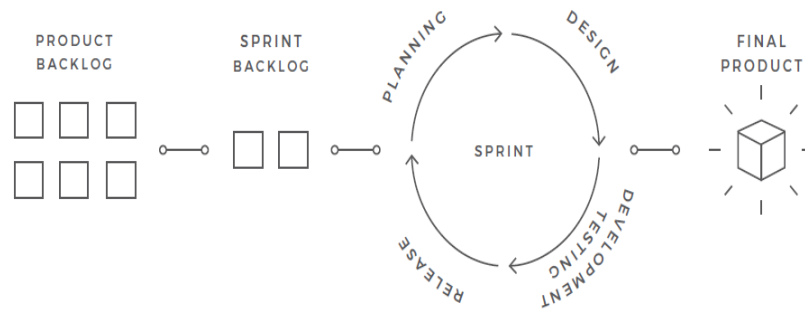 PRODUCT
BACKLOG
SPRINT
BACKLOG
PLANNING
DESIGN
SPRINT
DEVELOPMENT
TESTING
RELEASE
FINAL
PRODUCT